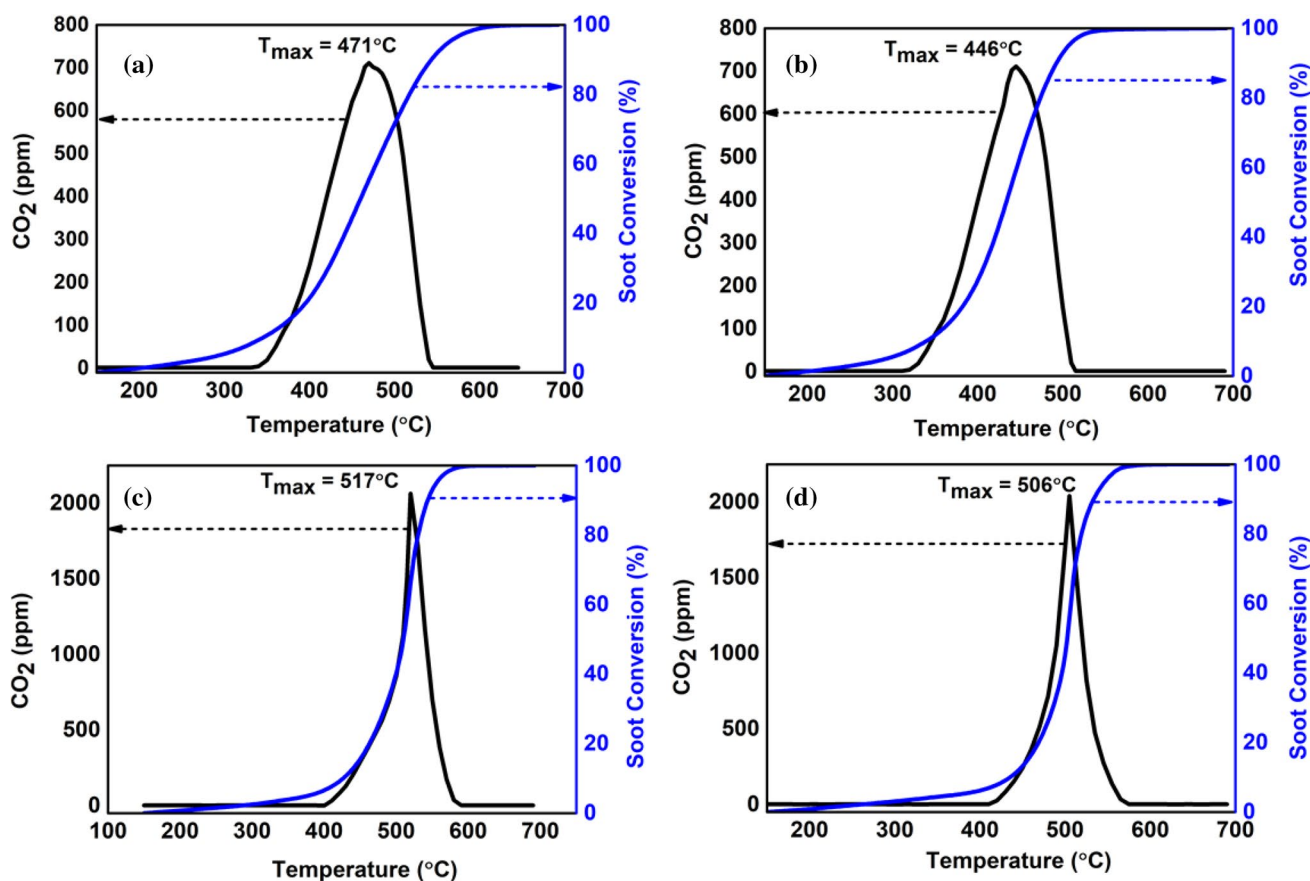 (a)
Tmax = 471°C
CO2 (ppm)
800
700
600
500
400
300
200
100
0
200 300 400 500 600 700
Temperature (°C)
100
80
60
40
20
0
Soot Conversion (%)
(b)
Tmax = 446°C
CO2 (ppm)
800
700
600
500
400
300
200
100
0
200 300 400 500 600 700
Temperature (°C)
100
80
60
40
20
0
Soot Conversion (%)
(c)
Tmax = 517°C
CO2 (ppm)
2000
1500
1000
500
0
100 200 300 400 500 600 700
Temperature (°C)
100
80
60
40
20
0
Soot Conversion (%)
(d)
Tmax = 506°C
CO2 (ppm)
2000
1500
1000
500
0
200 300 400 500 600 700
Temperature (°C)
100
80
60
40
20
0
Soot Conversion (%)